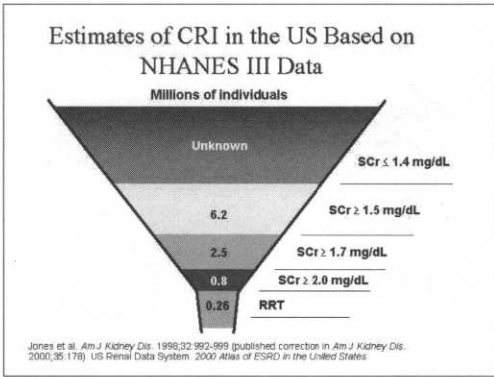 Estimates of CRI in the US Based on
NHANES III Data
Millions of individuals
Unknown
SCr ≤ 1.4 mg/dL
6.2
SCr ≥ 1.5 mg/dL
2.5
SCr ≥ 1.7 mg/dL
0.8
SCr ≥ 2.0 mg/dL
0.26
RRT
Jones et al. Am J Kidney Dis. 1998;32:992-999 (published correction in Am J Kidney Dis.
2000;35:178). US Renal Data System. 2000 Atlas of ESRD in the United States.